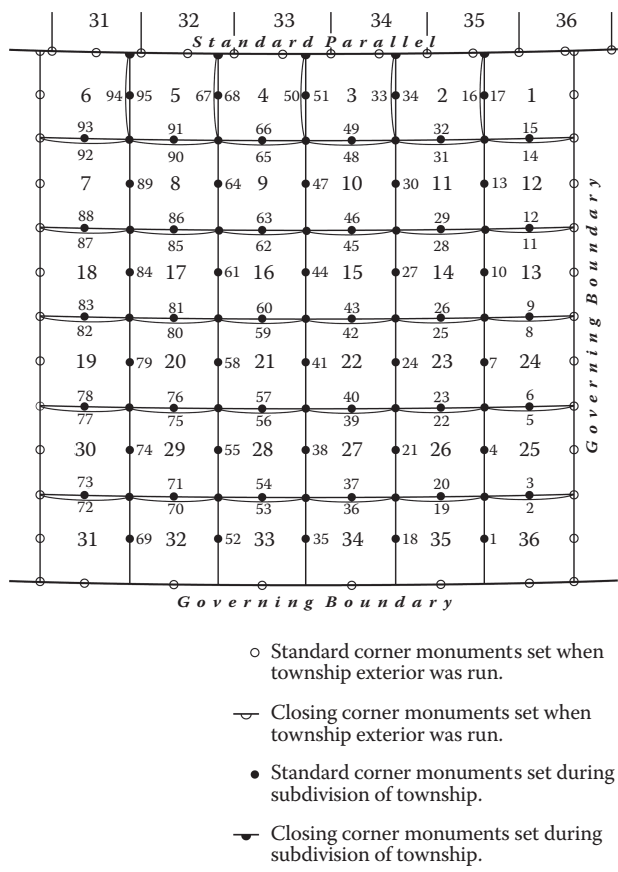 31 32 33 34 35 36
Standard Parallel
6 94 95 5 67 68 4 50 51 3 33 34 2 16 17 1
93 91 66 49 32 15
92 90 65 48 31 14
7 89 8 64 9 47 10 30 11 13 12
88 86 63 46 29 12
87 85 62 45 28 11
18 84 17 61 16 44 15 27 14 10 13
83 81 60 43 26 9
82 80 59 42 25 8
19 79 20 58 21 41 22 24 23 7 24
78 76 57 40 23 6
77 75 56 39 22 5
30 74 29 55 28 38 27 21 26 4 25
73 71 54 37 20 3
72 70 53 36 19 2
31 69 32 52 33 35 34 18 35 1 36
Governing Boundary
Governing Boundary
Standard corner monuments set when
township exterior was run.
Closing corner monuments set when
township exterior was run.
Standard corner monuments set during
subdivision of township.
Closing corner monuments set during
subdivision of township.